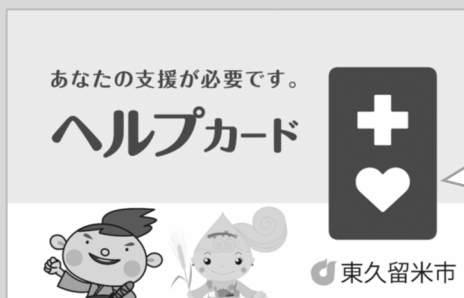 あなたの支援が必要です。
ヘルプカード
東久留米市